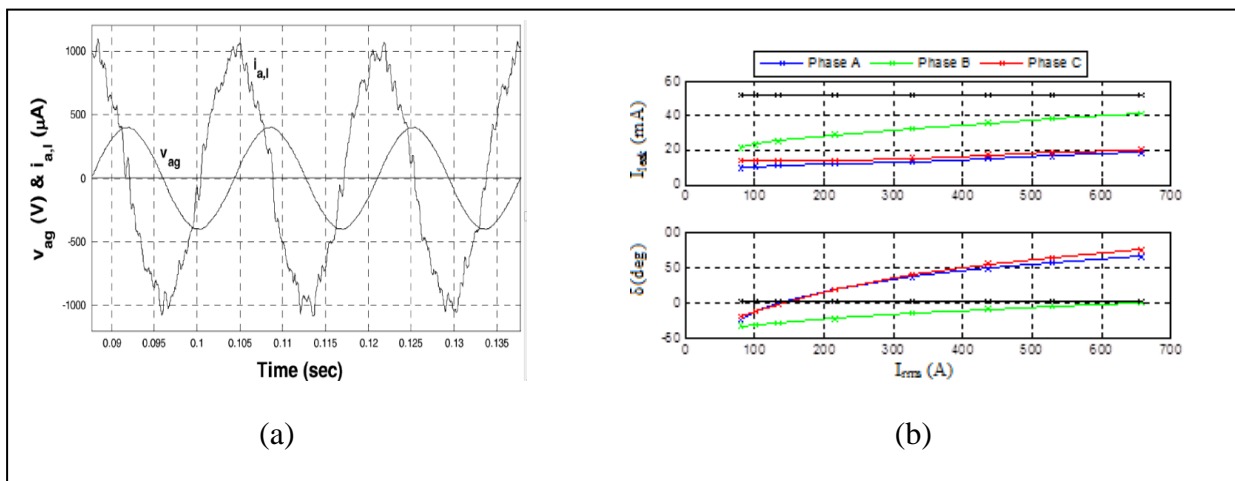 1000
500
0
-500
-1000
0.09 0.095 0.1 0.105 0.11 0.115 0.12 0.125 0.13 0.135
v_ag (V) & i_a,l (µA)
i_a,l
v_ag
Time (sec)
(a)
Phase A Phase B Phase C
60
40
20
0
0 100 200 300 400 500 600 700
(mA)
50
0
-50
0 100 200 300 400 500 600 700
δ (deg)
(A)
(b)